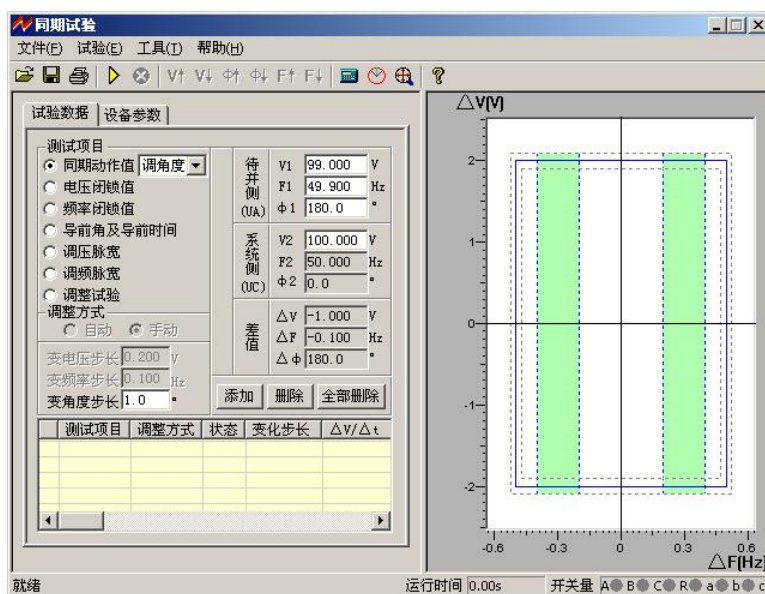 同期试验
文件(F) 试验(E) 工具(T) 帮助(H)
V↑ V↓ Φ↑ Φ↓ F↑ F↓
试验数据 设备参数
测试项目
同期动作值 调角度
电压闭锁值
频率闭锁值
导前角及导前时间
调压脉宽
调频脉宽
调整试验
调整方式
自动 手动
变电压步长 0.200 V
变频率步长 0.100 Hz
变角度步长 1.0 °
待并侧(UA)
V1 99.000 V
F1 49.900 Hz
Φ1 180.0 °
系统侧(UC)
V2 100.000 V
F2 50.000 Hz
Φ2 0.0 °
差值
△V -1.000 V
△F -0.100 Hz
△Φ 180.0 °
添加 删除 全部删除
测试项目 调整方式 状态 变化步长 △V/△t
△V(V)
2
1
0
-1
-2
-0.6 -0.3 0 0.3 0.6
△F(Hz)
就绪 运行时间 0.00s 开关量 A B C R a b c